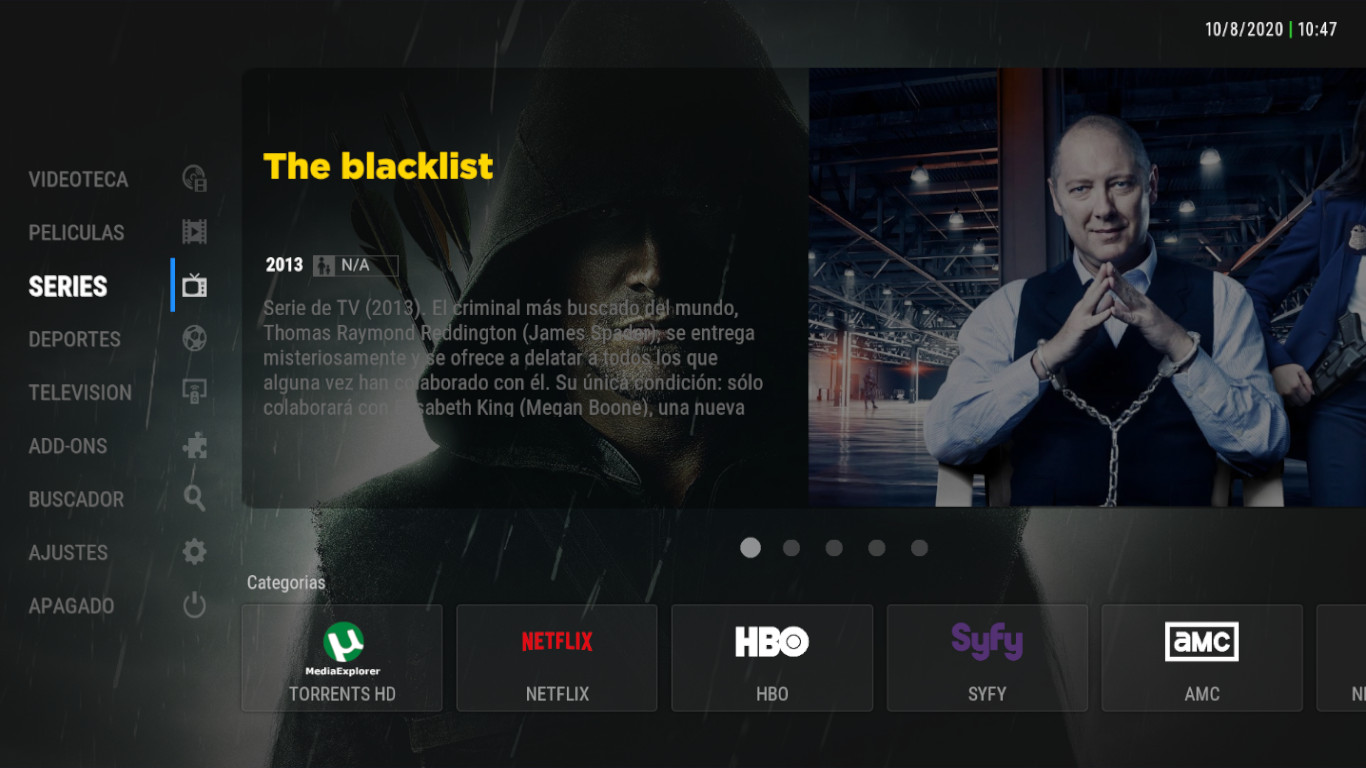 10/8/2020 | 10:47
VIDEOTECA
PELICULAS
SERIES
DEPORTES
TELEVISION
ADD-ONS
BUSCADOR
AJUSTES
APAGADO
The blacklist
2013 N/A
Serie de TV (2013). El criminal más buscado del mundo,
Thomas Raymond Reddington (James Spader), se entrega
misteriosamente y se ofrece a delatar a todos los que
alguna vez han colaborado con él. Su única condición: sólo
colaborará con Elisabeth King (Megan Boone), una nueva
Categorias
µ
MediaExplorer
TORRENTS HD
NETFLIX
NETFLIX
HBO
HBO
Syfy
SYFY
aMC
AMC